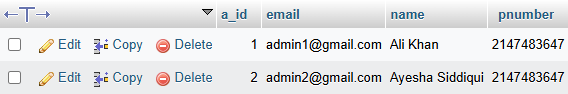 a_id email name pnumber
Edit Copy Delete 1 admin1@gmail.com Ali Khan 2147483647
Edit Copy Delete 2 admin2@gmail.com Ayesha Siddiqui 2147483647